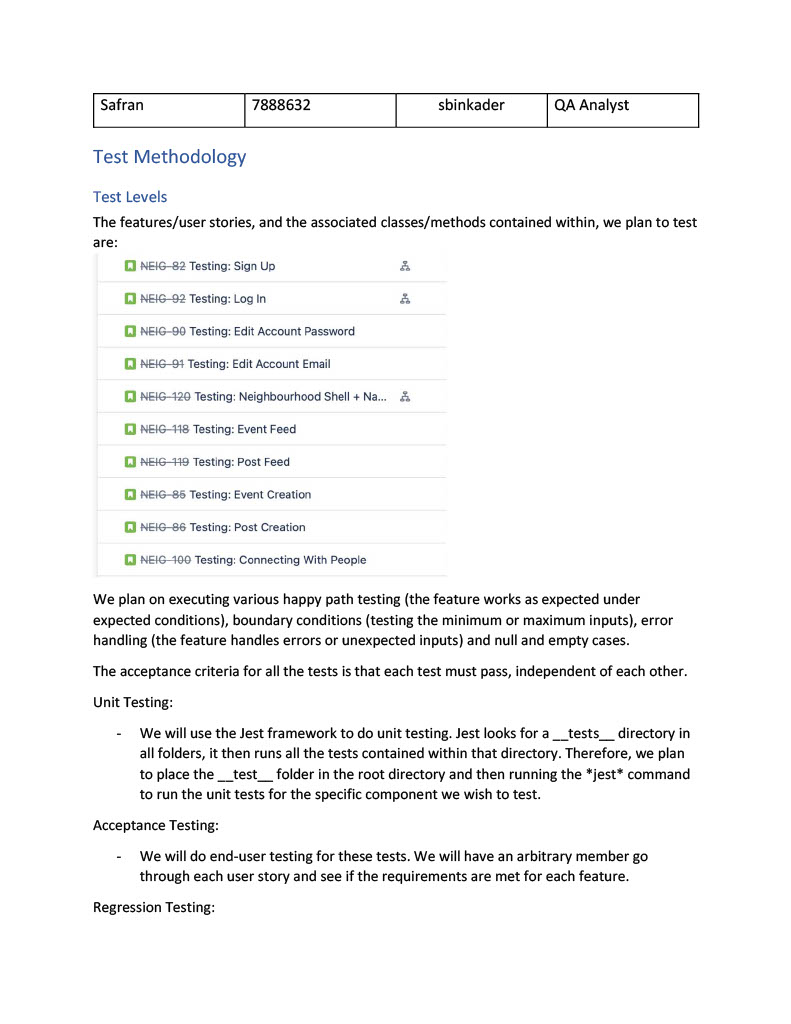 Safran 7888632 sbinkader QA Analyst
Test Methodology
Test Levels
The features/user stories, and the associated classes/methods contained within, we plan to test
are:
NEIG-82 Testing: Sign Up
NEIG-92 Testing: Log In
NEIG-90 Testing: Edit Account Password
NEIG-91 Testing: Edit Account Email
NEIG-120 Testing: Neighbourhood Shell + Na...
NEIG-118 Testing: Event Feed
NEIG-119 Testing: Post Feed
NEIG-85 Testing: Event Creation
NEIG-86 Testing: Post Creation
NEIG-100 Testing: Connecting With People
We plan on executing various happy path testing (the feature works as expected under
expected conditions), boundary conditions (testing the minimum or maximum inputs), error
handling (the feature handles errors or unexpected inputs) and null and empty cases.
The acceptance criteria for all the tests is that each test must pass, independent of each other.
Unit Testing:
- We will use the Jest framework to do unit testing. Jest looks for a __tests__ directory in
all folders, it then runs all the tests contained within that directory. Therefore, we plan
to place the __test__ folder in the root directory and then running the *jest* command
to run the unit tests for the specific component we wish to test.
Acceptance Testing:
- We will do end-user testing for these tests. We will have an arbitrary member go
through each user story and see if the requirements are met for each feature.
Regression Testing: